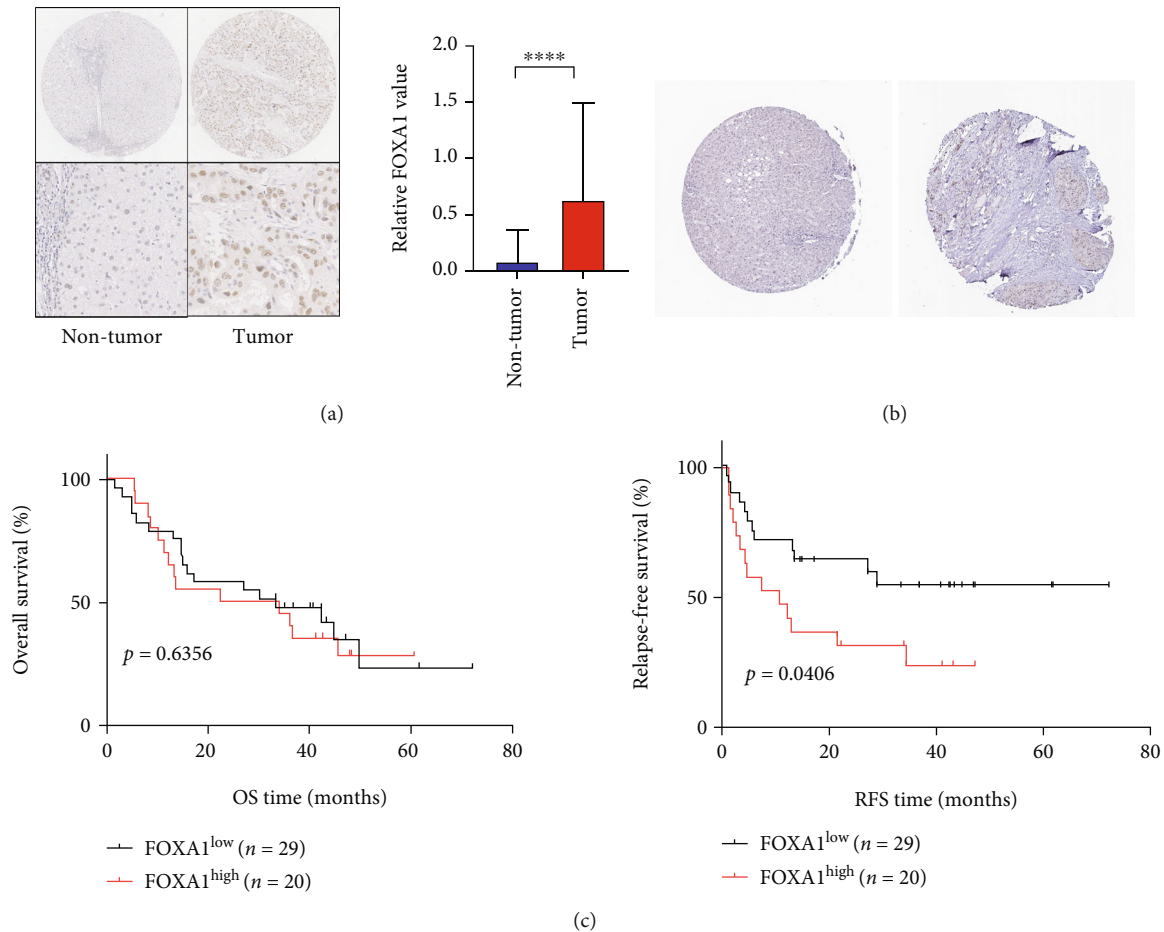 Non-tumor
Tumor
Relative FOXA1 value
2.0
1.5
1.0
0.5
0.0
****
Non-tumor
Tumor
(a)
(b)
Overall survival (%)
100
50
0
p = 0.6356
0 20 40 60 80
OS time (months)
FOXA1low (n = 29)
FOXA1high (n = 20)
Relapse-free survival (%)
100
50
0
p = 0.0406
0 20 40 60 80
RFS time (months)
FOXA1low (n = 29)
FOXA1high (n = 20)
(c)